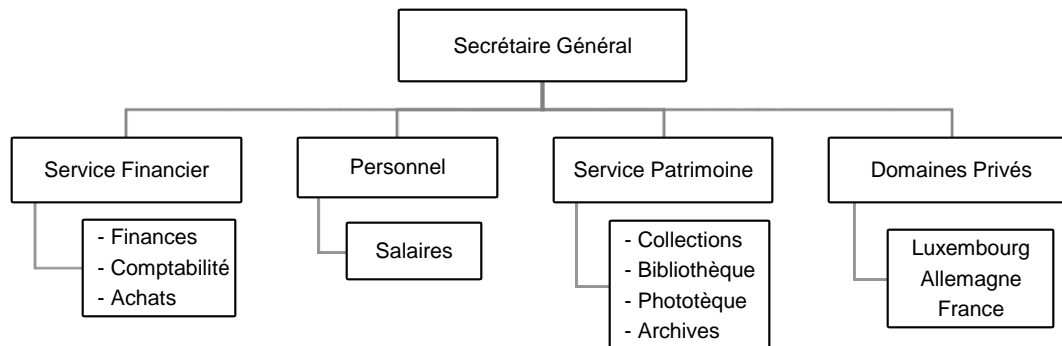 Secrétaire Général
Service Financier
- Finances
- Comptabilité
- Achats
Personnel
Salaires
Service Patrimoine
- Collections
- Bibliothèque
- Phototèque
- Archives
Domaines Privés
Luxembourg
Allemagne
France